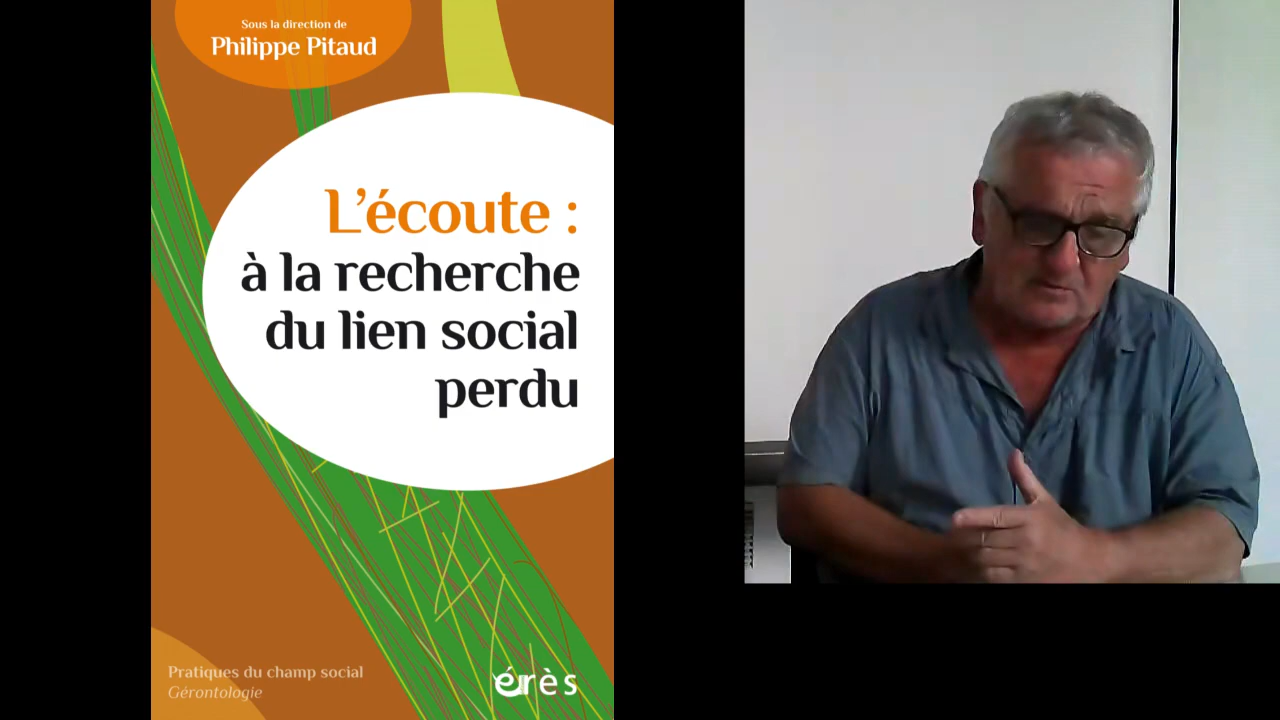 Sous la direction de
Philippe Pitaud
L'écoute :
à la recherche
du lien social
perdu
Pratiques du champ social
Gérontologie
érès